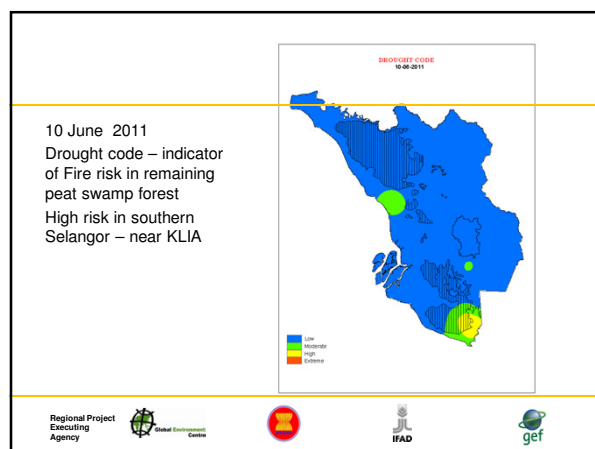 DROUGHT CODE
10-06-2011
10 June 2011
Drought code – indicator
of Fire risk in remaining
peat swamp forest
High risk in southern
Selangor – near KLIA
Low
Moderate
High
Extreme
Regional Project
Executing
Agency
Global Environment
Centre
IFAD
gef